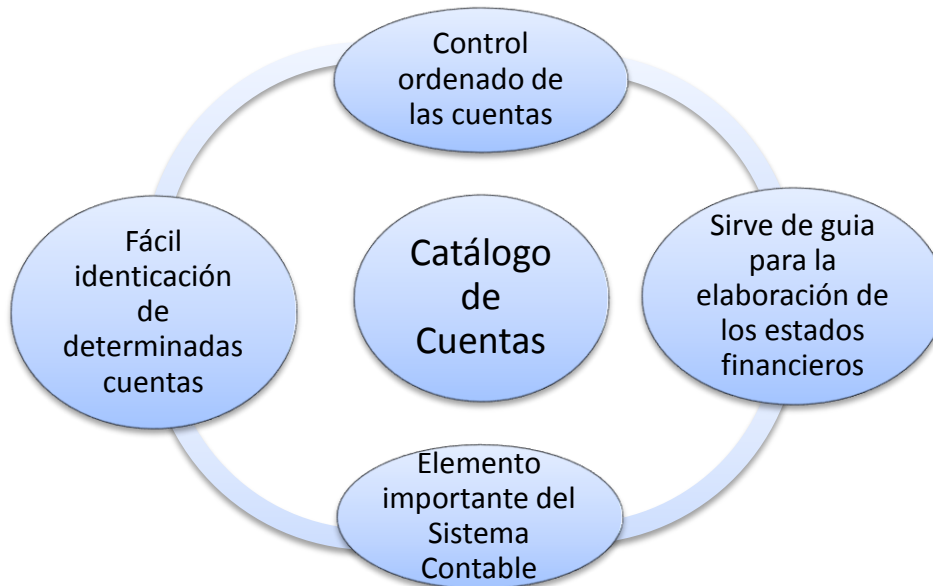 Control
ordenado de
las cuentas
Fácil
identicación
de
determinadas
cuentas
Catálogo
de
Cuentas
Sirve de guia
para la
elaboración de
los estados
financieros
Elemento
importante del
Sistema
Contable